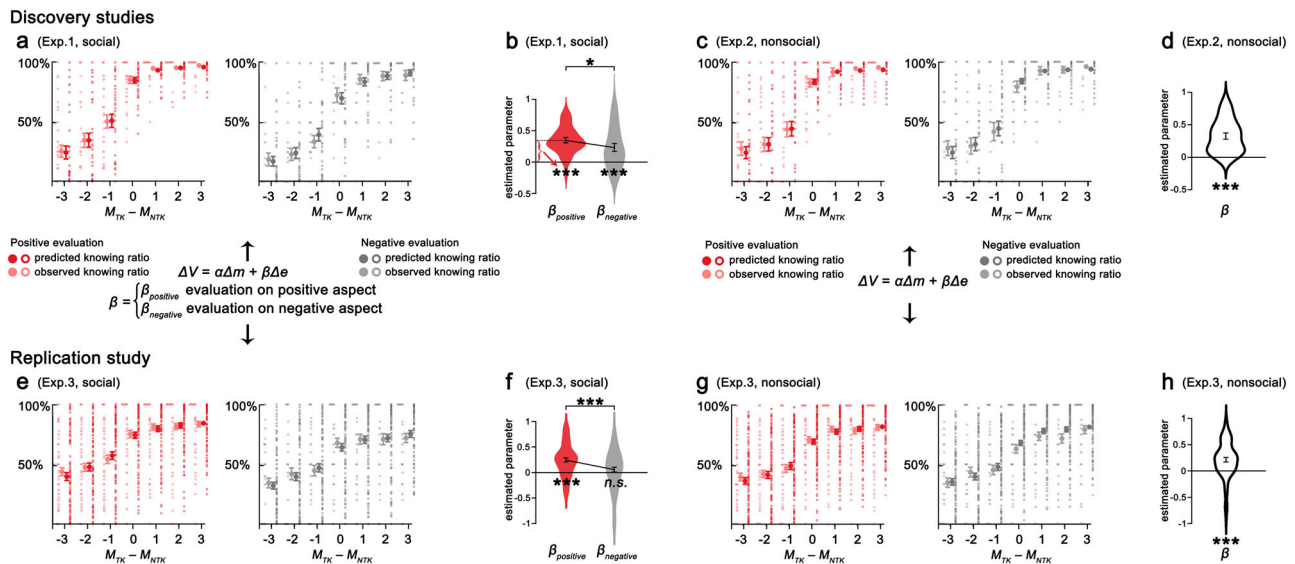 Discovery studies
a (Exp.1, social)
b (Exp.1, social)
c (Exp.2, nonsocial)
d (Exp.2, nonsocial)
100%
50%
-3 -2 -1 0 1 2 3
M_TK – M_NTK
100%
50%
-3 -2 -1 0 1 2 3
M_TK – M_NTK
estimated parameter
1
0.5
0
-0.5
*
*** ***
β_positive β_negative
100%
50%
-3 -2 -1 0 1 2 3
M_TK – M_NTK
100%
50%
-3 -2 -1 0 1 2 3
M_TK – M_NTK
estimated parameter
1
0.5
0
-0.5
***
β
Positive evaluation
predicted knowing ratio
observed knowing ratio
Negative evaluation
predicted knowing ratio
observed knowing ratio
ΔV = αΔm + βΔe
β = { β_positive evaluation on positive aspect
β_negative evaluation on negative aspect
Positive evaluation
predicted knowing ratio
observed knowing ratio
Negative evaluation
predicted knowing ratio
observed knowing ratio
ΔV = αΔm + βΔe
Replication study
e (Exp.3, social)
f (Exp.3, social)
g (Exp.3, nonsocial)
h (Exp.3, nonsocial)
100%
50%
-3 -2 -1 0 1 2 3
M_TK – M_NTK
100%
50%
-3 -2 -1 0 1 2 3
M_TK – M_NTK
estimated parameter
1
0.5
0
-0.5
-1
***
*** n.s.
β_positive β_negative
100%
50%
-3 -2 -1 0 1 2 3
M_TK – M_NTK
100%
50%
-3 -2 -1 0 1 2 3
M_TK – M_NTK
estimated parameter
1
0.5
0
-0.5
-1
***
β